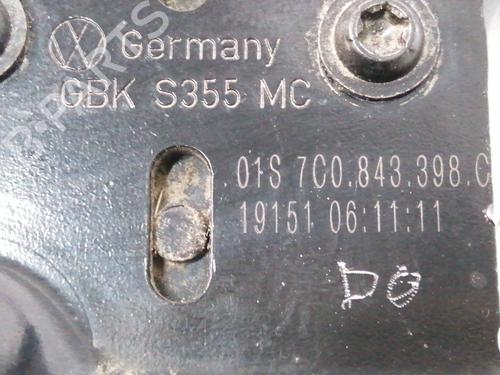 Germany
GBK S355 MC
01S 7C0.843.398.C
19151 06:11:11
DG